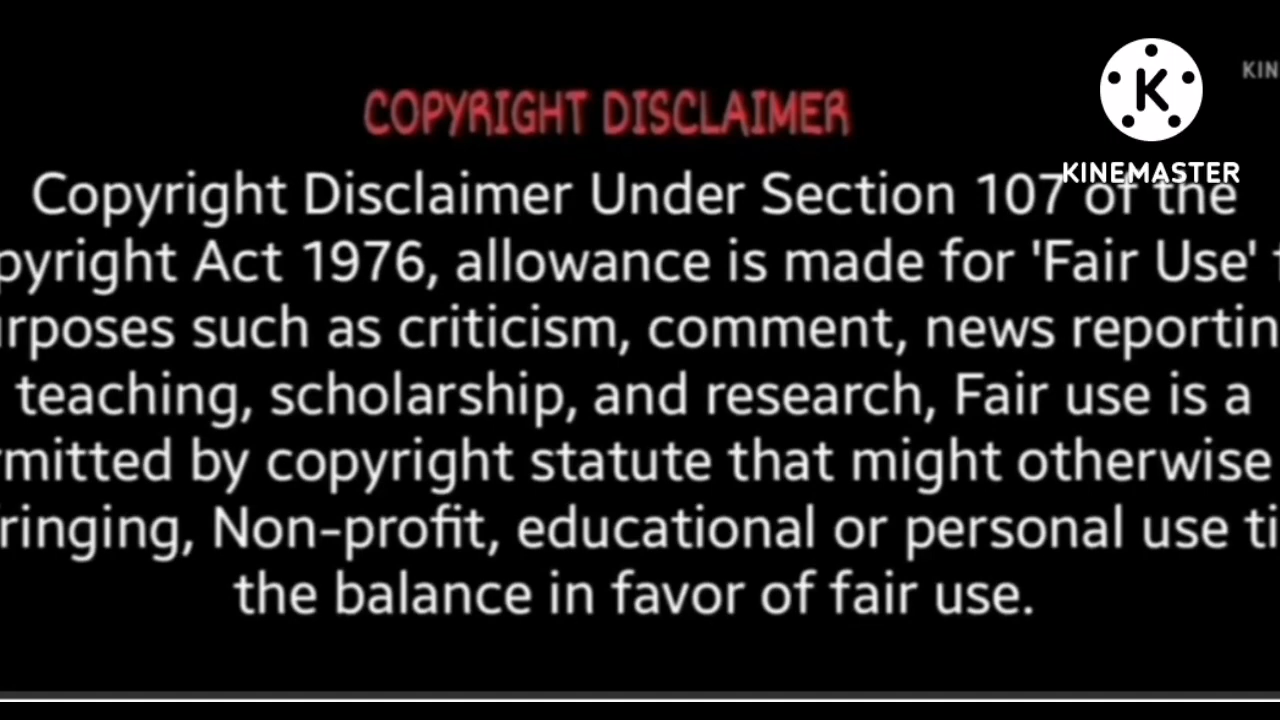 KIN
KINEMASTER
COPYRIGHT DISCLAIMER
Copyright Disclaimer Under Section 107 of the
pyright Act 1976, allowance is made for 'Fair Use' f
rposes such as criticism, comment, news reportin
teaching, scholarship, and research, Fair use is a
mitted by copyright statute that might otherwise
ringing, Non-profit, educational or personal use ti
the balance in favor of fair use.